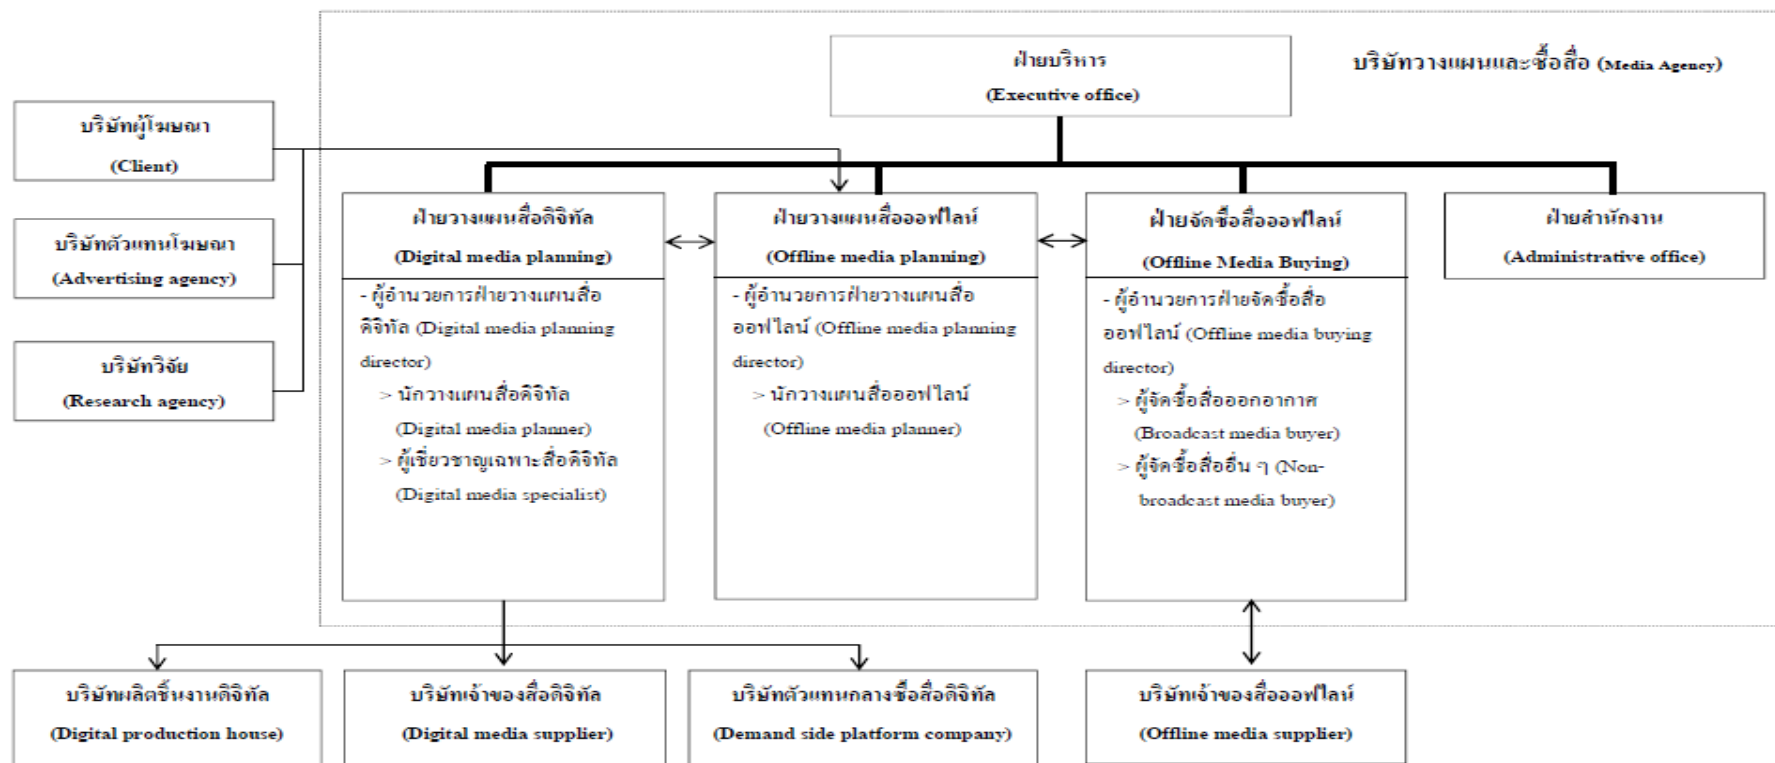 ฝ่ายบริหาร
(Executive office)
บริษัทวางแผนและซื้อสื่อ (Media Agency)
บริษัทผู้โฆษณา
(Client)
บริษัทตัวแทนโฆษณา
(Advertising agency)
บริษัทวิจัย
(Research agency)
ฝ่ายวางแผนสื่อดิจิทัล
(Digital media planning)
- ผู้อำนวยการฝ่ายวางแผนสื่อ
ดิจิทัล (Digital media planning
director)
> นักวางแผนสื่อดิจิทัล
(Digital media planner)
> ผู้เชี่ยวชาญเฉพาะสื่อดิจิทัล
(Digital media specialist)
ฝ่ายวางแผนสื่อออฟไลน์
(Offline media planning)
- ผู้อำนวยการฝ่ายวางแผนสื่อ
ออฟไลน์ (Offline media planning
director)
> นักวางแผนสื่อออฟไลน์
(Offline media planner)
ฝ่ายจัดซื้อสื่อออฟไลน์
(Offline Media Buying)
- ผู้อำนวยการฝ่ายจัดซื้อสื่อ
ออฟไลน์ (Offline media buying
director)
> ผู้จัดซื้อสื่อออกอากาศ
(Broadcast media buyer)
> ผู้จัดซื้อสื่ออื่น ๆ (Non-
broadcast media buyer)
ฝ่ายสำนักงาน
(Administrative office)
บริษัทผลิตชิ้นงานดิจิทัล
(Digital production house)
บริษัทเจ้าของสื่อดิจิทัล
(Digital media supplier)
บริษัทตัวแทนกลางซื้อสื่อดิจิทัล
(Demand side platform company)
บริษัทเจ้าของสื่อออฟไลน์
(Offline media supplier)